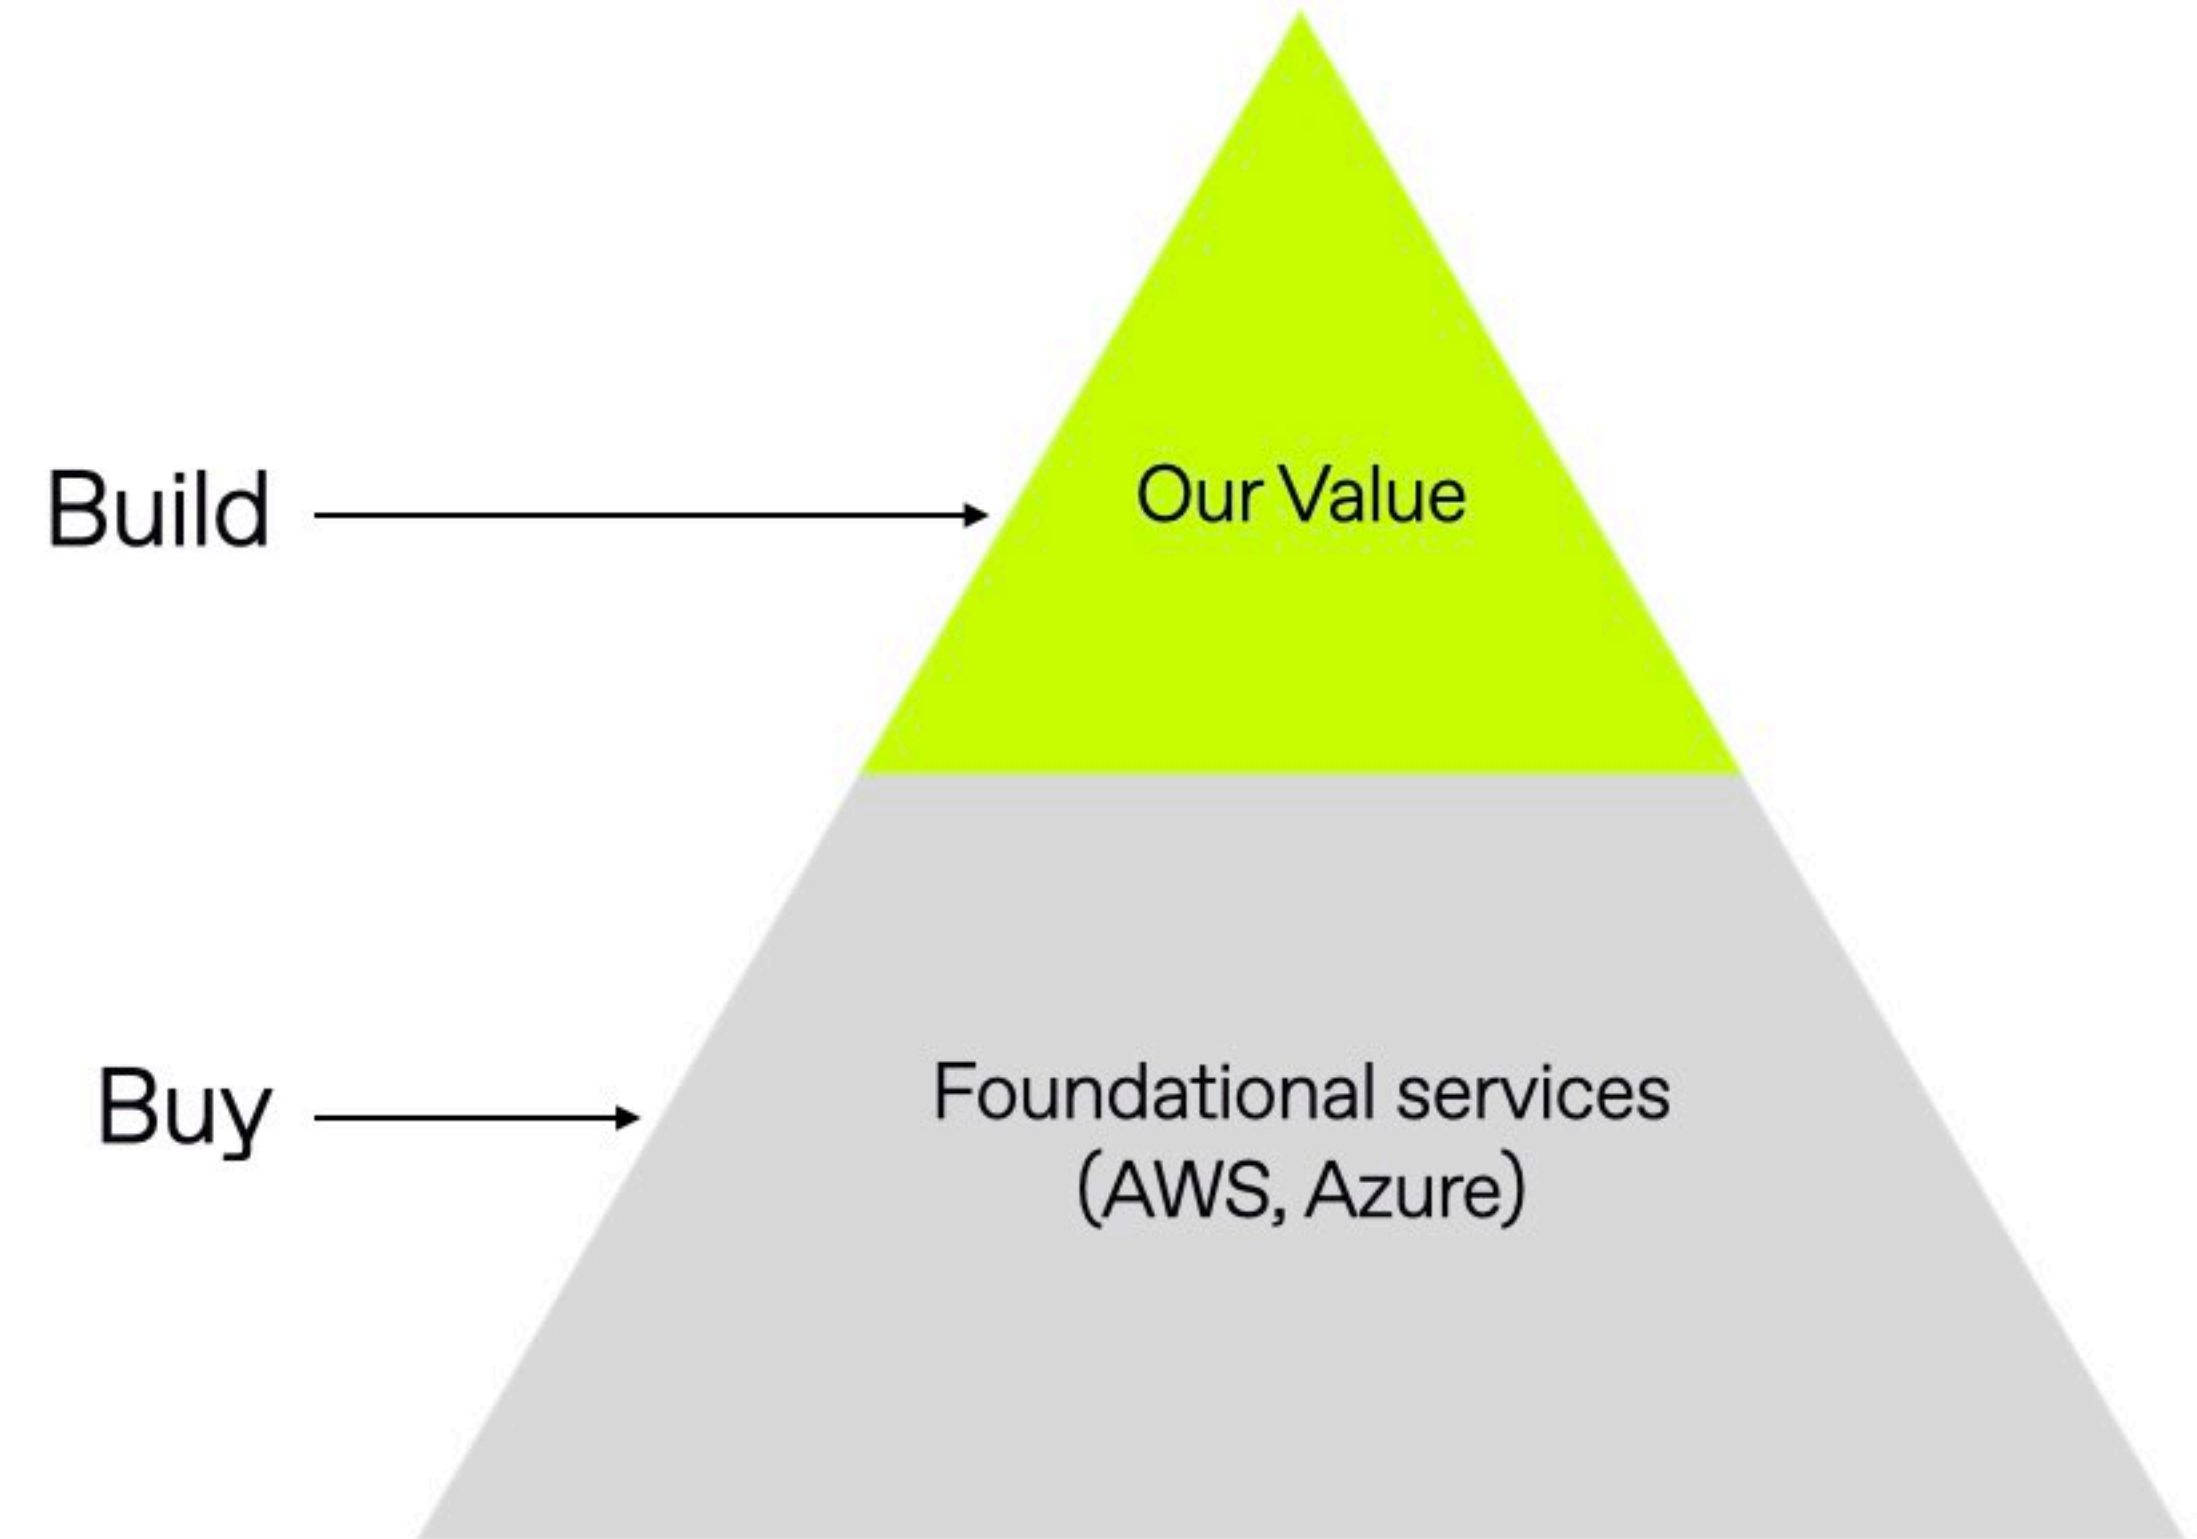 Build
Our Value
Buy
Foundational services
(AWS, Azure)